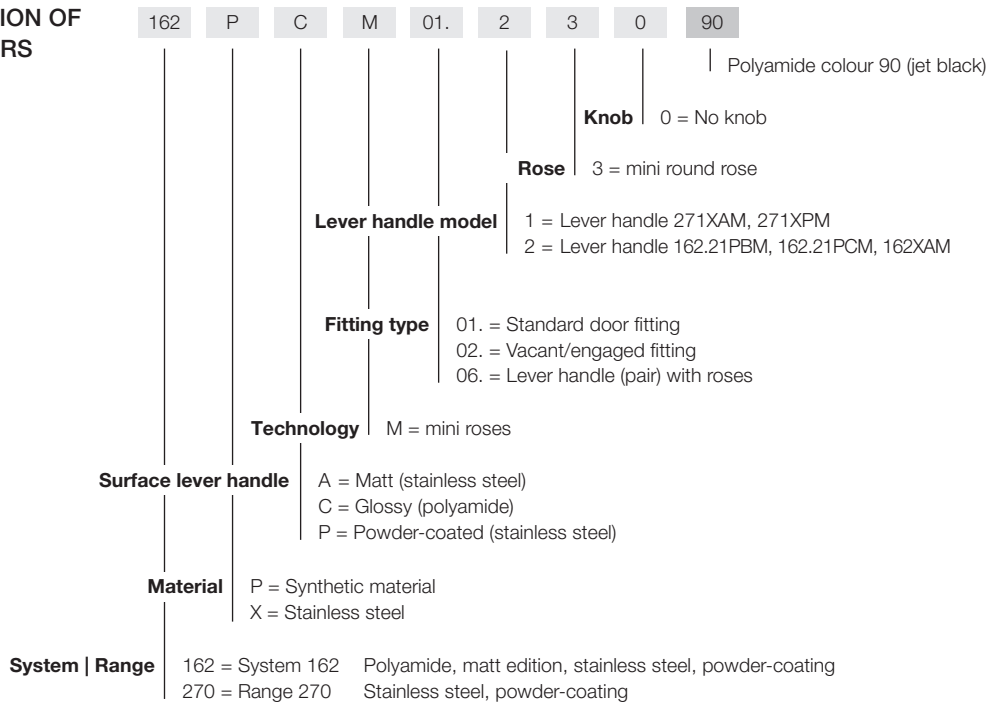 ION OF
RS
162 P C M 01. 2 3 0 90
Polyamide colour 90 (jet black)
Knob 0 = No knob
Rose 3 = mini round rose
Lever handle model 1 = Lever handle 271XAM, 271XPM
2 = Lever handle 162.21PBM, 162.21PCM, 162XAM
Fitting type 01. = Standard door fitting
02. = Vacant/engaged fitting
06. = Lever handle (pair) with roses
Technology M = mini roses
Surface lever handle A = Matt (stainless steel)
C = Glossy (polyamide)
P = Powder-coated (stainless steel)
Material P = Synthetic material
X = Stainless steel
System | Range 162 = System 162 Polyamide, matt edition, stainless steel, powder-coating
270 = Range 270 Stainless steel, powder-coating